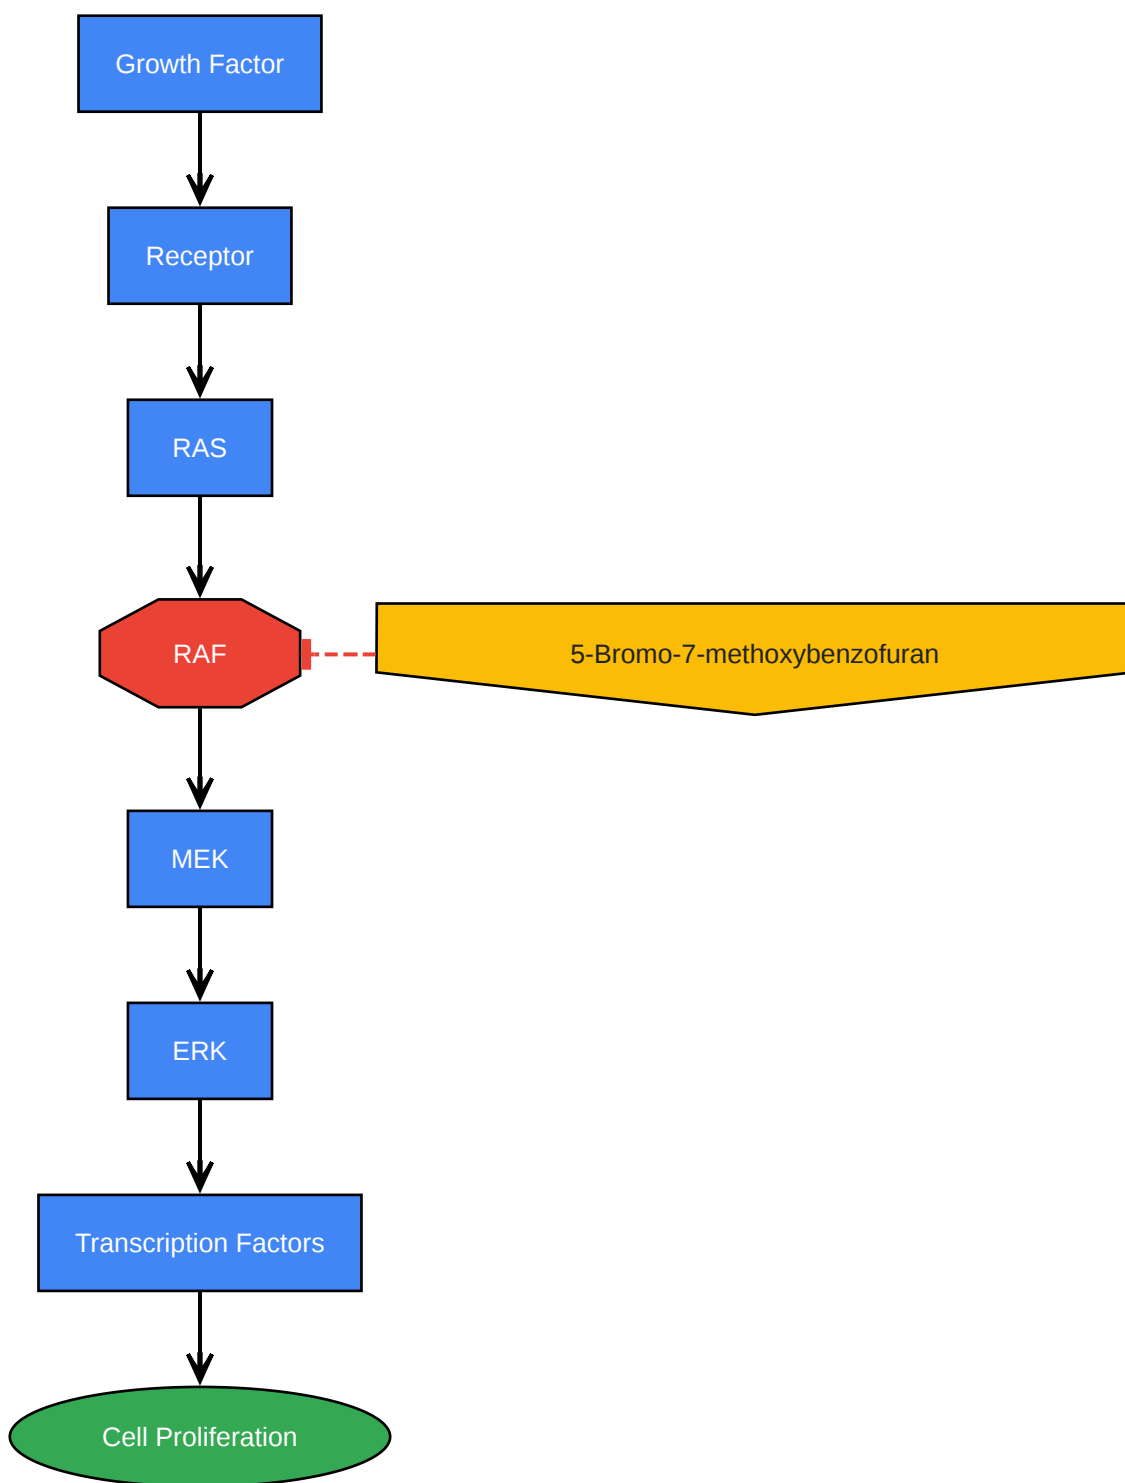 Growth Factor
Receptor
RAS
RAF
5-Bromo-7-methoxybenzofuran
MEK
ERK
Transcription Factors
Cell Proliferation